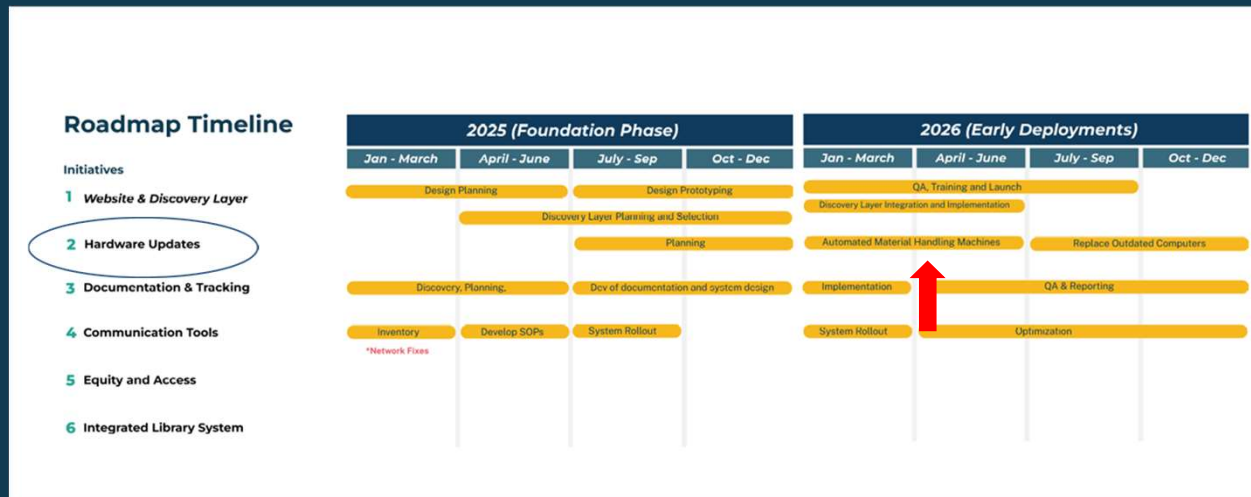 Roadmap Timeline
2025 (Foundation Phase)
2026 (Early Deployments)
Jan - March
April - June
July - Sep
Oct - Dec
Jan - March
April - June
July - Sep
Oct - Dec
Initiatives
1 Website & Discovery Layer
Design Planning
Design Prototyping
QA, Training and Launch
Discovery Layer Planning and Selection
Discovery Layer Integration and Implementation
2 Hardware Updates
Planning
Automated Material Handling Machines
Replace Outdated Computers
3 Documentation & Tracking
Discovery, Planning,
Dev of documentation and system design
Implementation
QA & Reporting
4 Communication Tools
Inventory
Develop SOPs
System Rollout
System Rollout
Optimization
*Network Fixes
5 Equity and Access
6 Integrated Library System